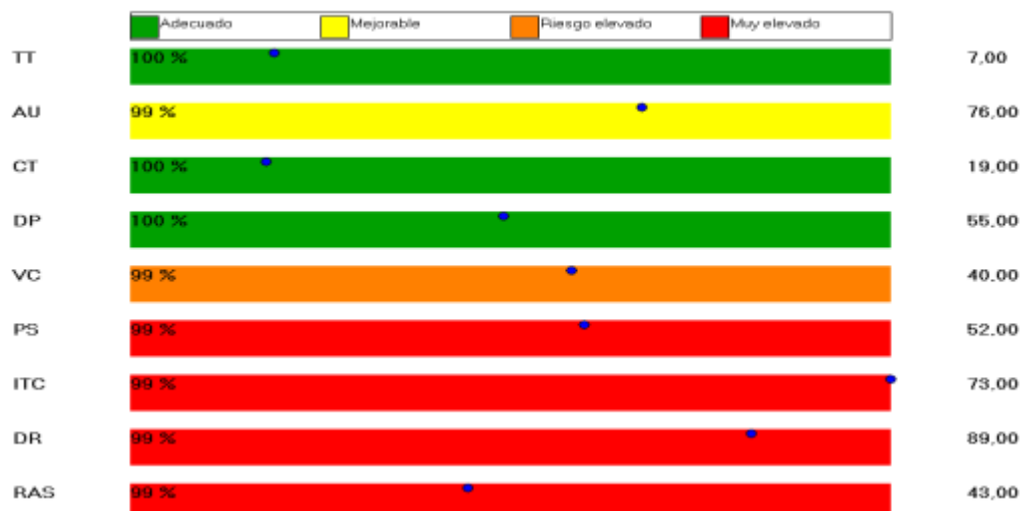 Adecuado Mejorable Riesgo elevado Muy elevado
TT 100 % 7,00
AU 99 % 76,00
CT 100 % 19,00
DP 100 % 55,00
VC 99 % 40,00
PS 99 % 52,00
ITC 99 % 73,00
DR 99 % 89,00
RAS 99 % 43,00